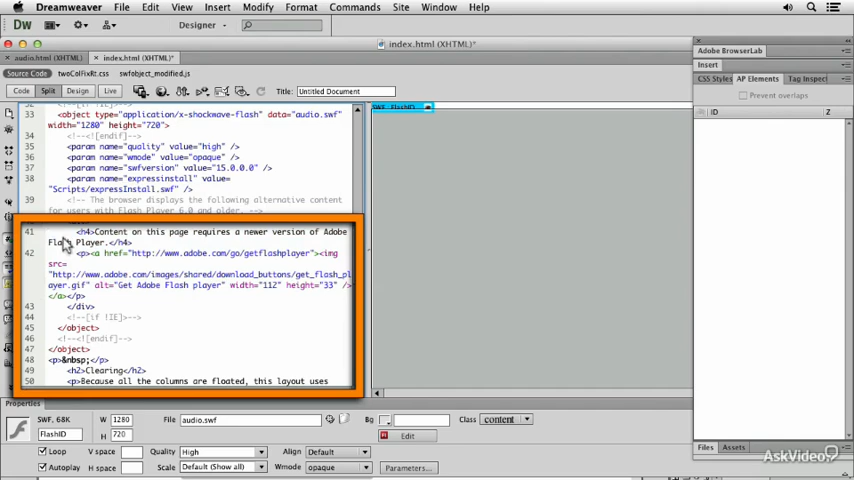 Dreamweaver File Edit View Insert Modify Format Commands Site Window Help
Dw Designer
index.html (XHTML)*
audio.html (XHTML) index.html (XHTML)*
Source Code twoColFixRt.css swfobject_modified.js
Code Split Design Live Title: Untitled Document
<!--[if !IE]>-->
33 <object type="application/x-shockwave-flash" data="audio.swf"
width="1280" height="720">
34 <!--<![endif]-->
35 <param name="quality" value="high" />
36 <param name="wmode" value="opaque" />
37 <param name="swfversion" value="15.0.0.0" />
38 <param name="expressinstall" value=
"Scripts/expressInstall.swf" />
39 <!-- The browser displays the following alternative content
for users with Flash Player 6.0 and older. -->
41 <h4>Content on this page requires a newer version of Adobe
Flash Player.</h4>
42 <p><a href="http://www.adobe.com/go/getflashplayer"><img
src=
"http://www.adobe.com/images/shared/download_buttons/get_flash_pl
ayer.gif" alt="Get Adobe Flash player" width="112" height="33" />
</a></p>
43 </div>
44 <!--[if !IE]>-->
45 </object>
46 <!--<![endif]-->
47 </object>
48 <p>&nbsp;</p>
49 <h2>Clearing</h2>
50 <p>Because all the columns are floated, this layout uses
SWF, FlashID
Adobe BrowserLab
Insert
CSS Styles AP Elements Tag Inspect
Prevent overlaps
ID Z
Files Assets
Properties
SWF, 68K W 1280 File audio.swf Bg Class content
FlashID H 720 Edit
Loop V space Quality High Align Default
Autoplay H space Scale Default (Show all) Wmode opaque Parameters...
AskVideo